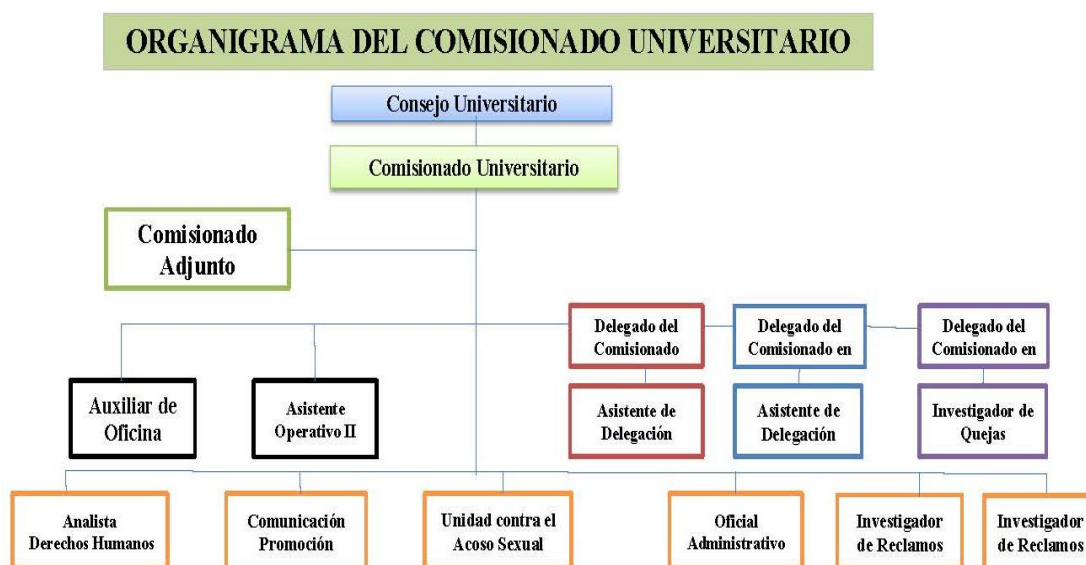 ORGANIGRAMA DEL COMISIONADO UNIVERSITARIO
Consejo Universitario
Comisionado Universitario
Comisionado
Adjunto
Delegado del
Comisionado
Delegado del
Comisionado en
Delegado del
Comisionado en
Auxiliar de
Oficina
Asistente
Operativo II
Asistente de
Delegación
Asistente de
Delegación
Investigador de
Quejas
Analista
Derechos Humanos
Comunicación
Promoción
Unidad contra el
Acoso Sexual
Oficial
Administrativo
Investigador
de Reclamos
Investigador
de Reclamos